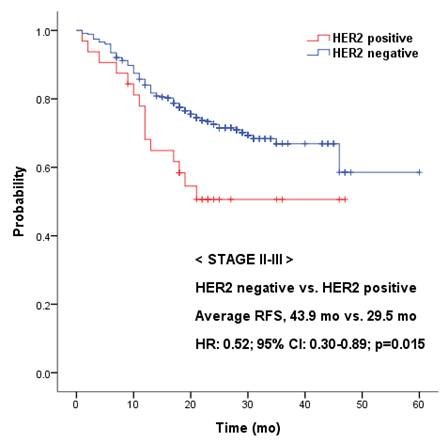 HER2 positive
HER2 negative
1.0
0.8
0.6
0.4
0.2
0.0
Probability
< STAGE II-III >
HER2 negative vs. HER2 positive
Average RFS, 43.9 mo vs. 29.5 mo
HR: 0.52; 95% CI: 0.30-0.89; p=0.015
0 10 20 30 40 50 60
Time (mo)